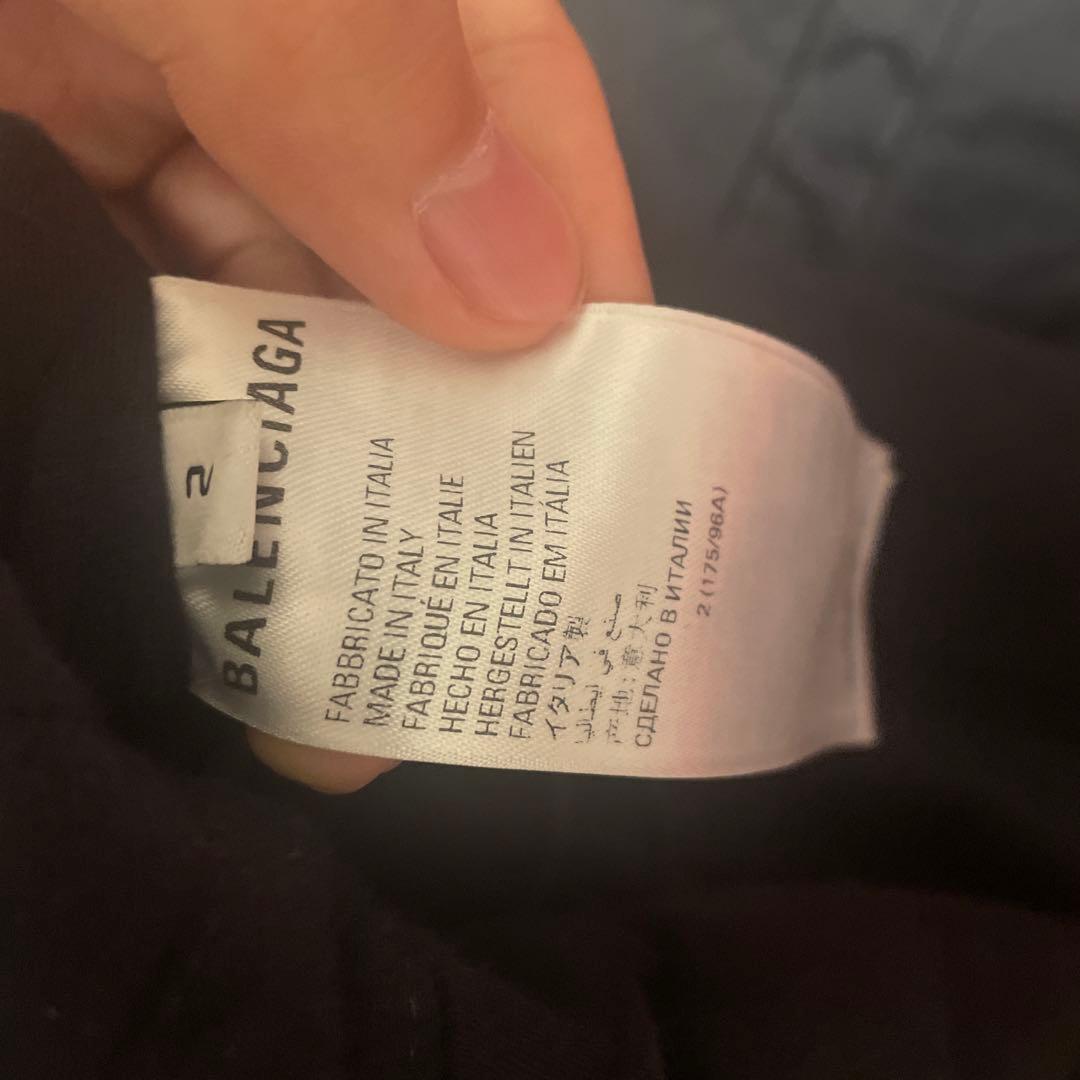 2
BALENCIAGA
FABBRICATO IN ITALIA
MADE IN ITALY
FABRIQUÉ EN ITALIE
HECHO EN ITALIA
HERGESTELLT IN ITALIEN
FABRICADO EM ITÁLIA
イタリア製
صنع في ايطاليا
产地：意大利
СДЕЛАНО В ИТАЛИИ
2 (175/96A)